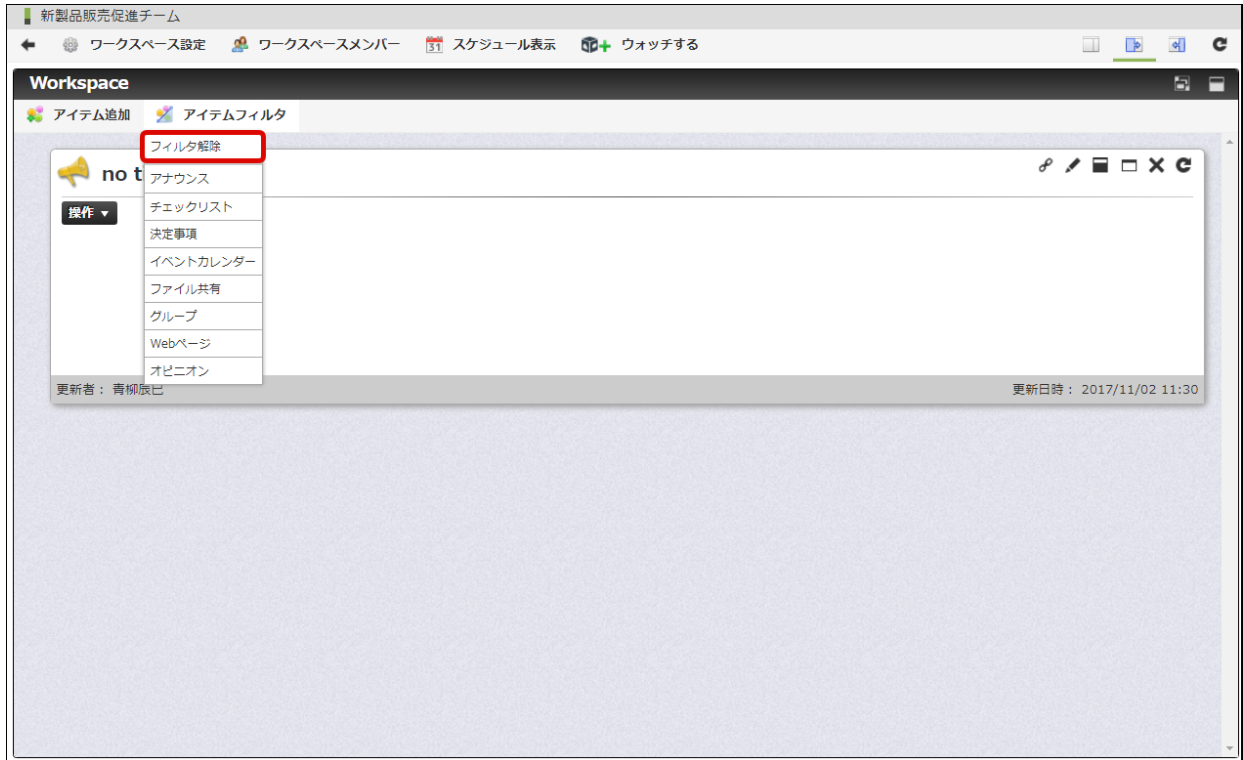 新製品販売促進チーム
ワークスペース設定 ワークスペースメンバー 31 スケジュール表示 ウォッチする
Workspace
アイテム追加 アイテムフィルタ
フィルタ解除
no t
アナウンス
操作 ▼
チェックリスト
決定事項
イベントカレンダー
ファイル共有
グループ
Webページ
オピニオン
更新者： 青柳辰巳 更新日時： 2017/11/02 11:30